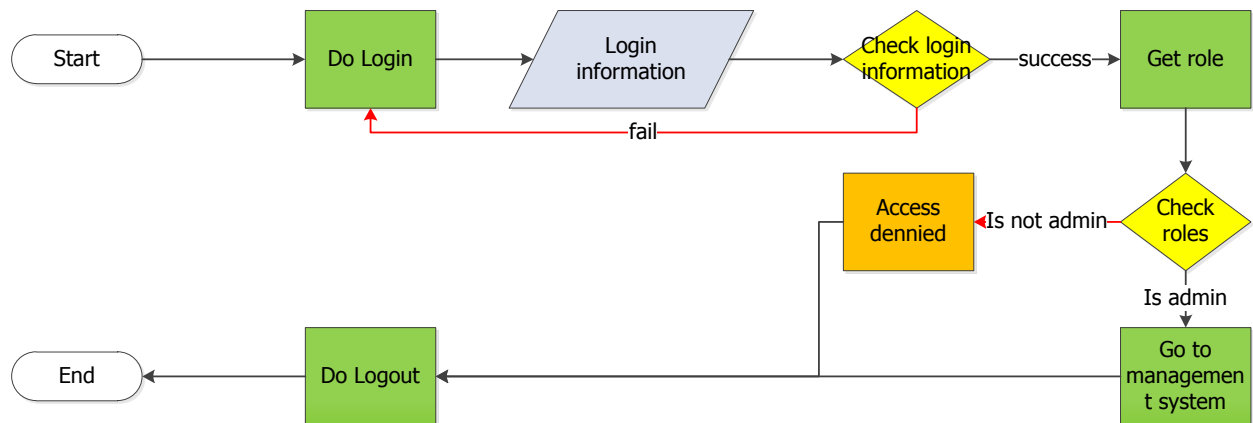 Start
Do Login
Login
information
Check login
information
success
Get role
fail
Access
dennied
Is not admin
Check
roles
Is admin
End
Do Logout
Go to
managemen
t system